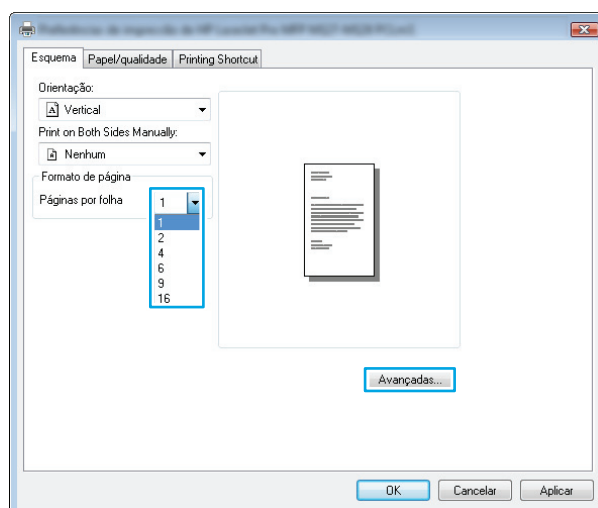 Esquema Papel/qualidade Printing Shortcut
Orientação:
Vertical
Print on Both Sides Manually:
Nenhum
Formato de página
Páginas por folha 1
1
2
4
6
9
16
Avançadas...
OK Cancelar Aplicar